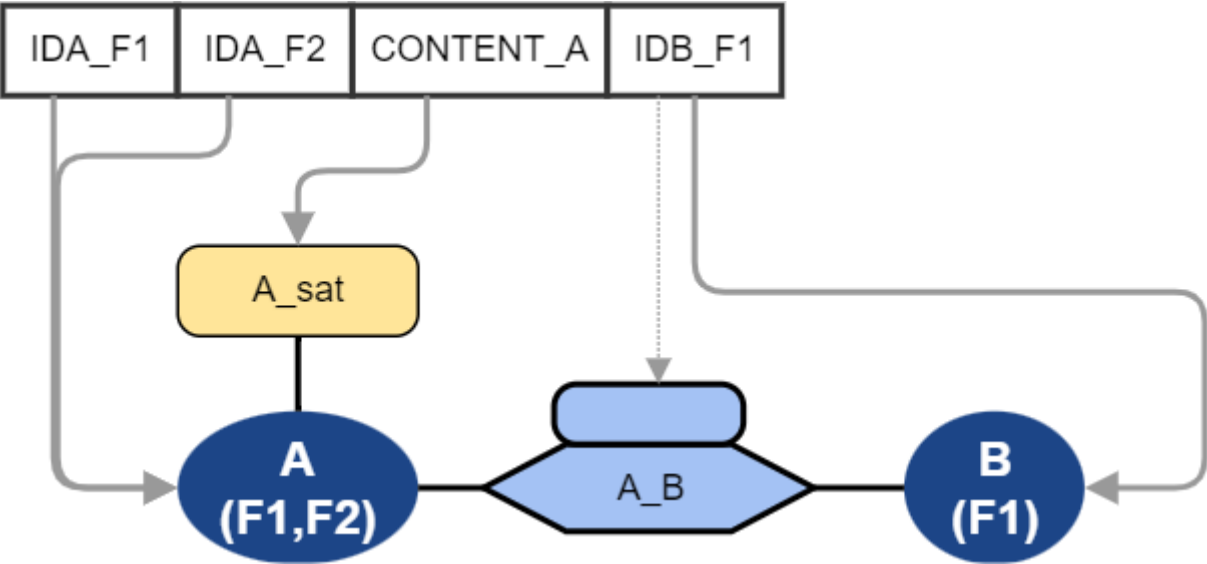 IDA_F1 IDA_F2 CONTENT_A IDB_F1
A_sat
A
(F1,F2)
A_B
B
(F1)